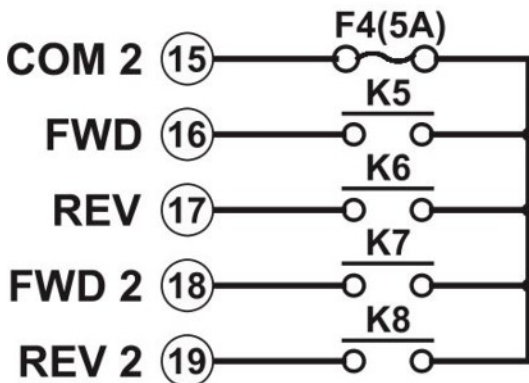 F4(5A)
COM 2 15
K5
FWD 16
K6
REV 17
K7
FWD 2 18
K8
REV 2 19